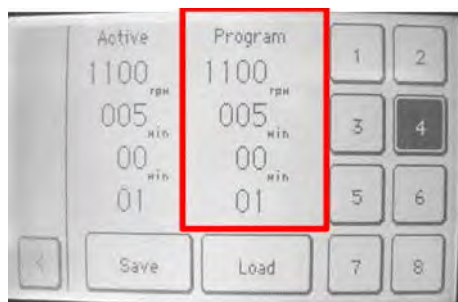 Active Program
1100 rpm 1100 rpm 1 2
005 min 005 min 3 4
00 min 00 min
01 01 5 6
< Save Load 7 8